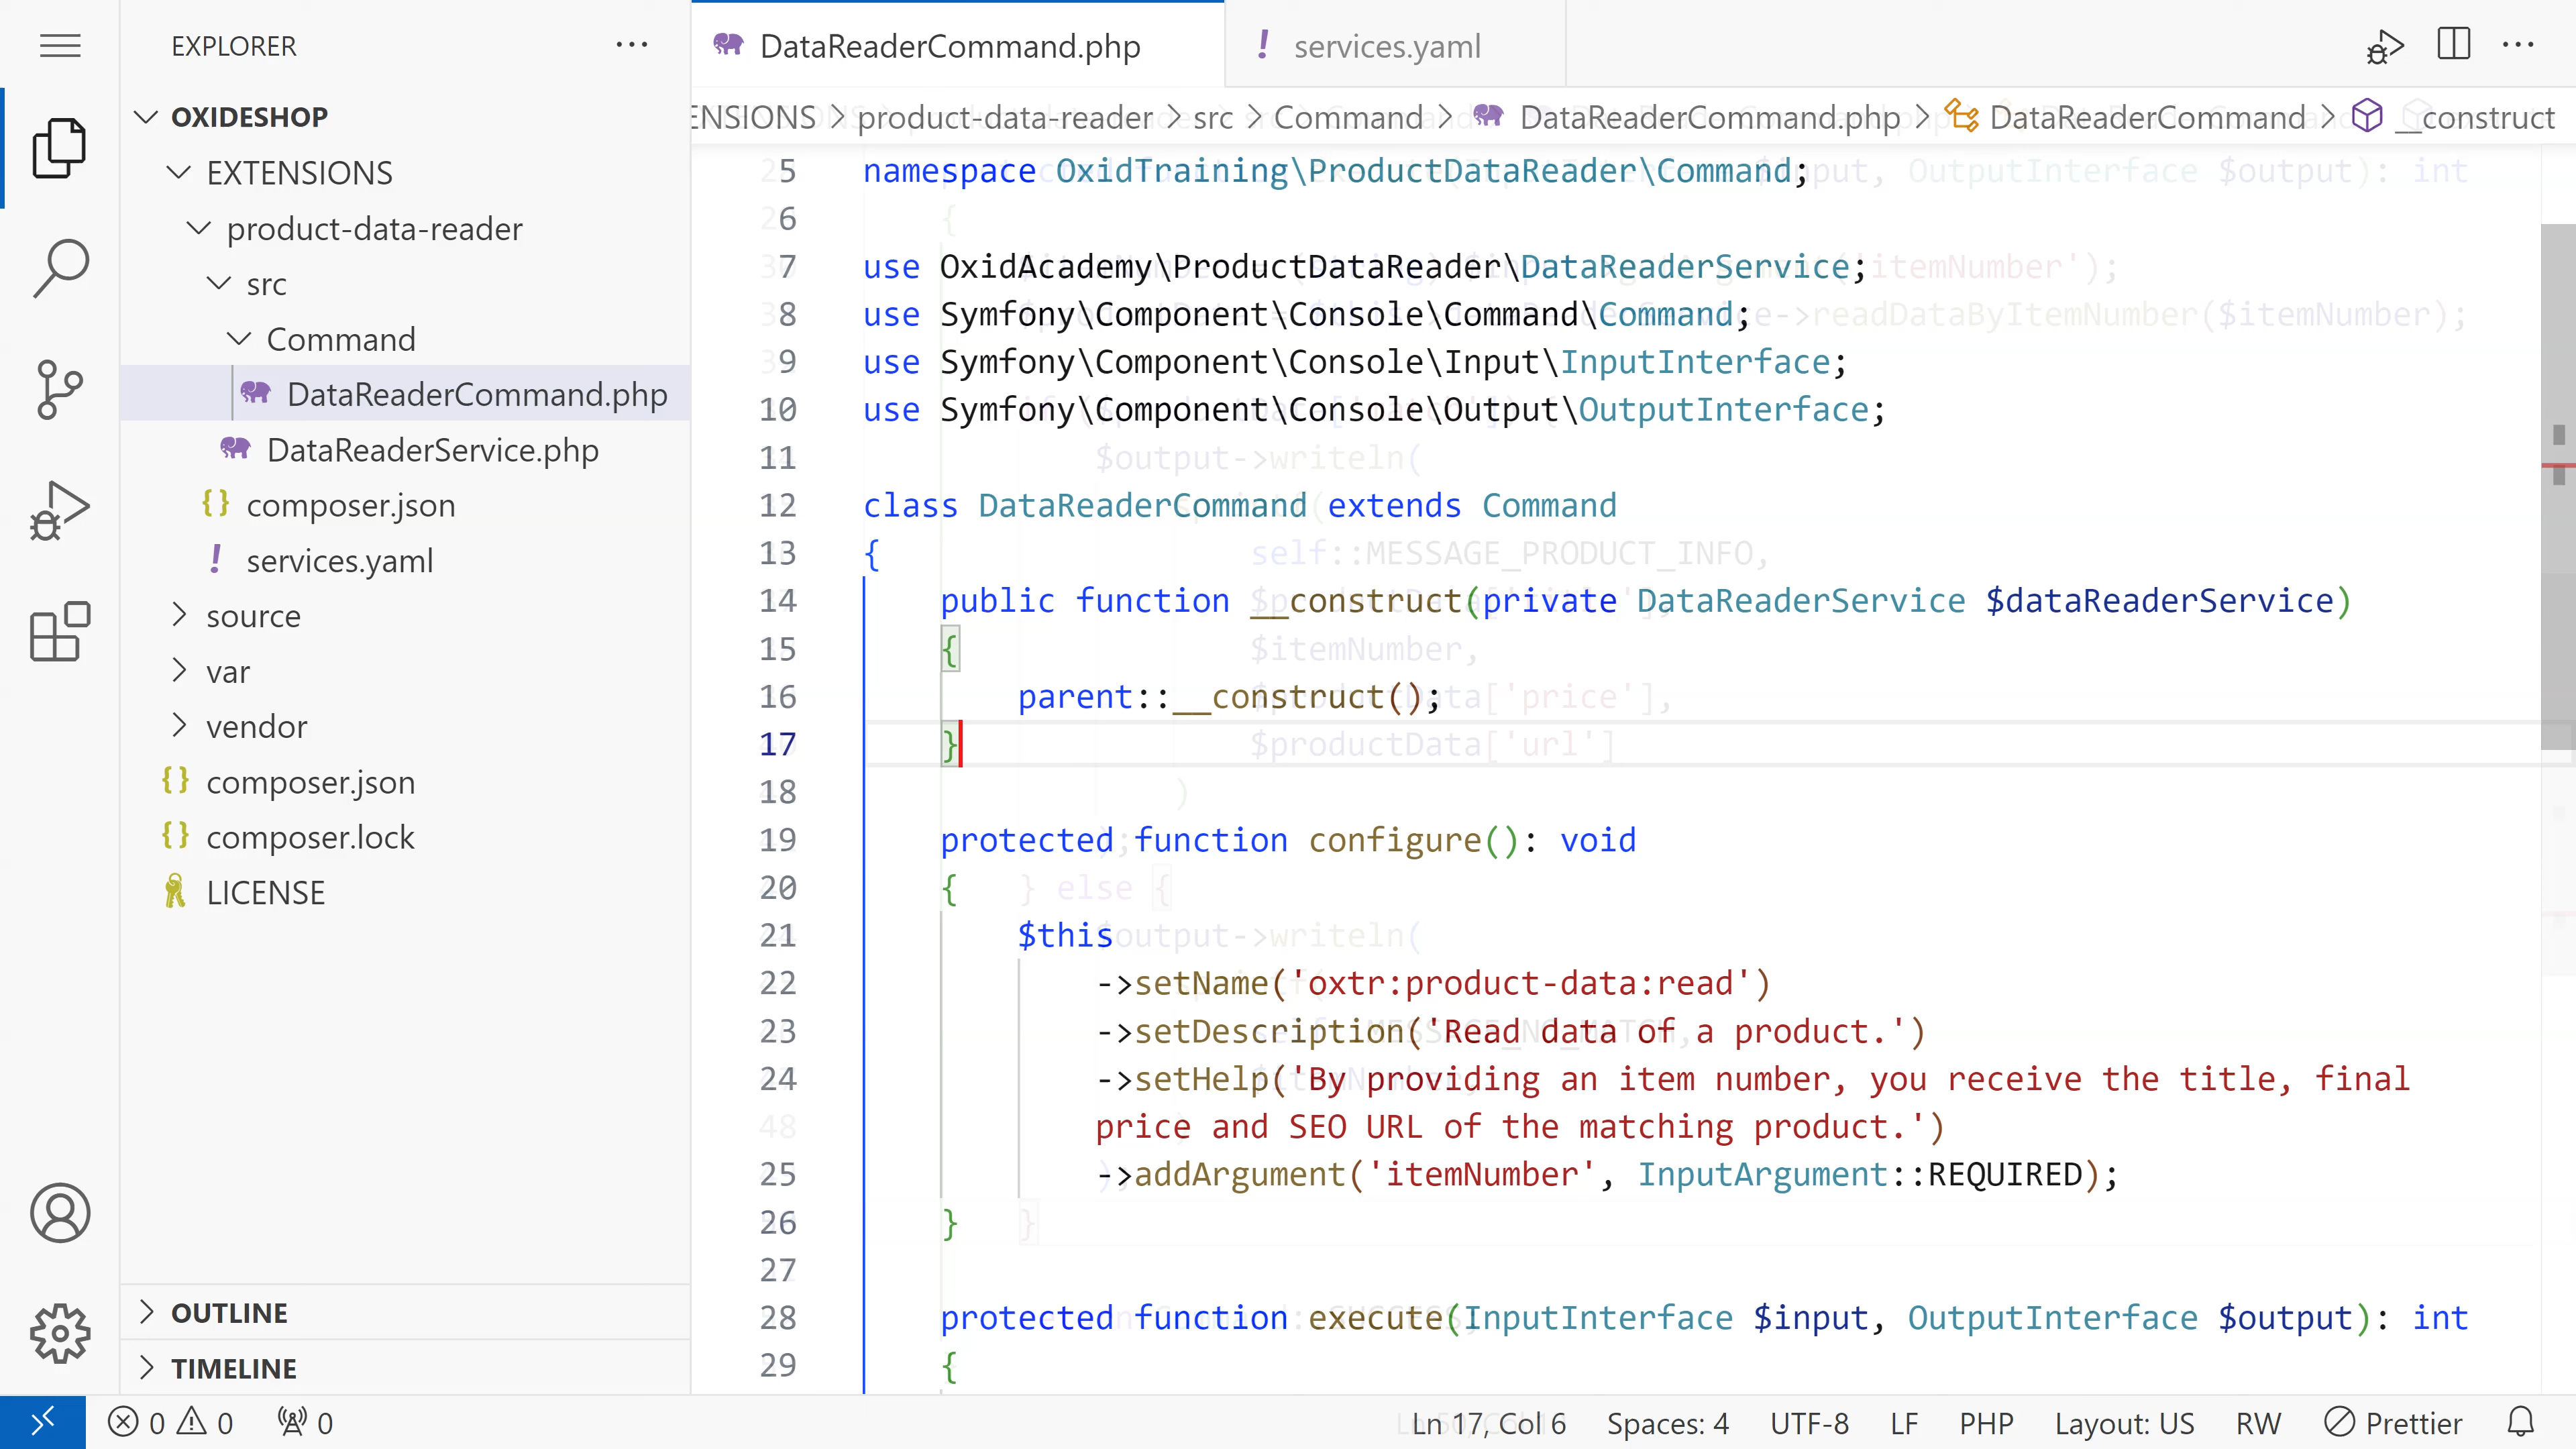 EXPLORER
OXIDESHOP
EXTENSIONS
product-data-reader
src
Command
DataReaderCommand.php
DataReaderService.php
composer.json
services.yaml
source
var
vendor
composer.json
composer.lock
LICENSE
OUTLINE
TIMELINE
DataReaderCommand.php
services.yaml
ENSIONS > product-data-reader > src > Command > DataReaderCommand.php > DataReaderCommand > __construct
5 namespace OxidTraining\ProductDataReader\Command;
7 use OxidAcademy\ProductDataReader\DataReaderService;
8 use Symfony\Component\Console\Command\Command;
9 use Symfony\Component\Console\Input\InputInterface;
10 use Symfony\Component\Console\Output\OutputInterface;
11
12 class DataReaderCommand extends Command
13 {
14 public function __construct(private DataReaderService $dataReaderService)
15 {
16 parent::__construct();
17 }
18
19 protected function configure(): void
20 {
21 $this
22 ->setName('oxtr:product-data:read')
23 ->setDescription('Read data of a product.')
24 ->setHelp('By providing an item number, you receive the title, final
price and SEO URL of the matching product.')
25 ->addArgument('itemNumber', InputArgument::REQUIRED);
26 }
27
28 protected function execute(InputInterface $input, OutputInterface $output): int
29 {
0 0 0
Ln 17, Col 6 Spaces: 4 UTF-8 LF PHP Layout: US RW Prettier